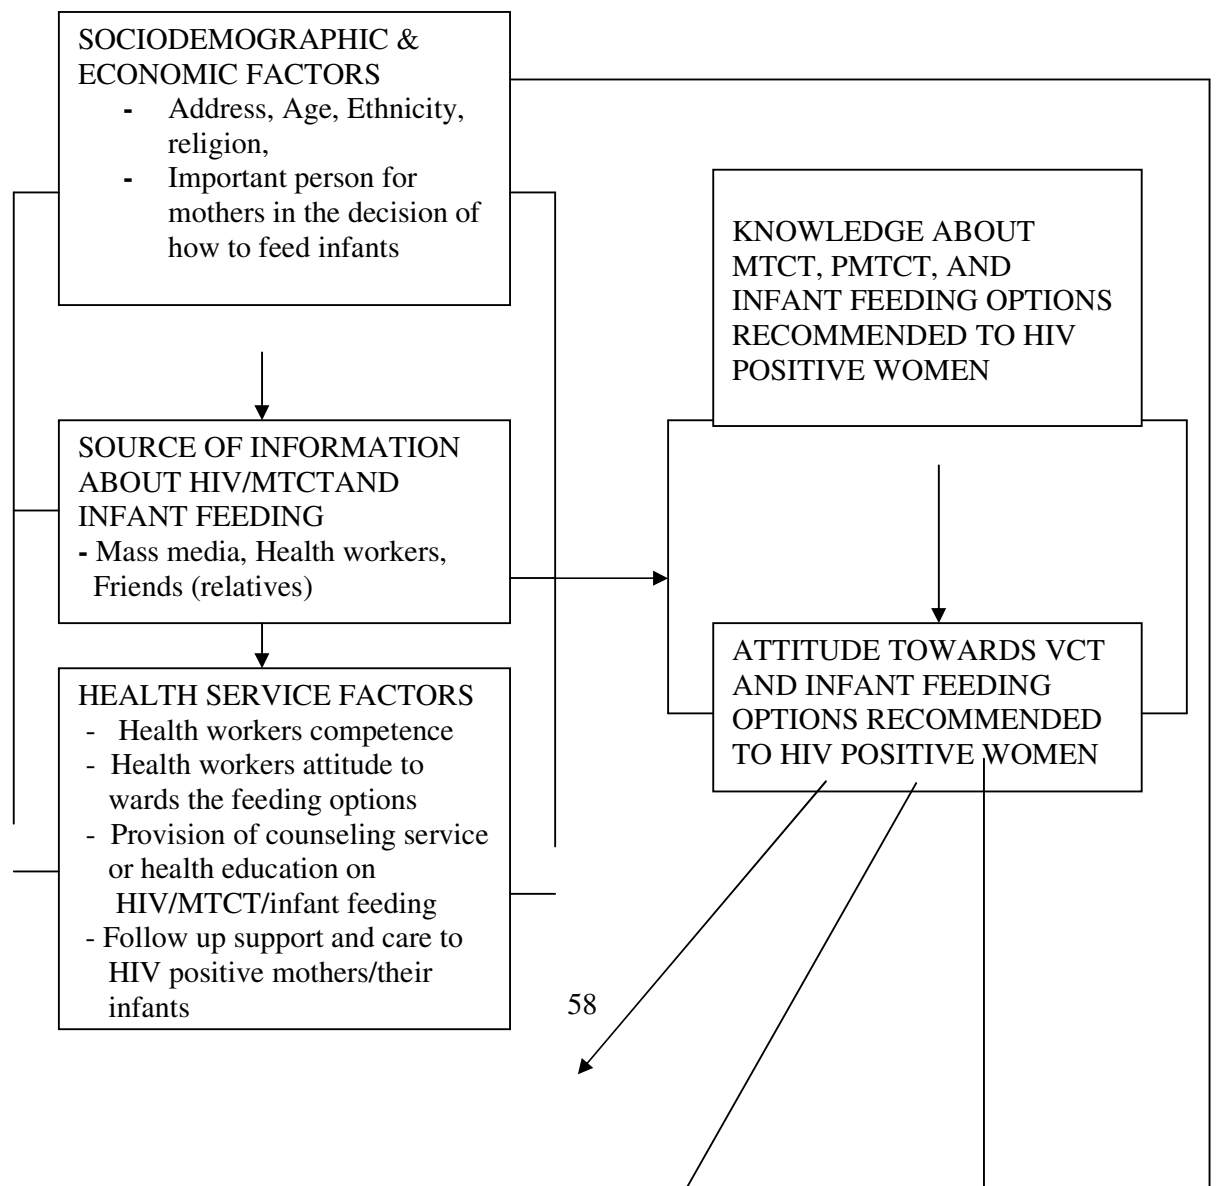 SOCIODEMOGRAPHIC &
ECONOMIC FACTORS
- Address, Age, Ethnicity,
religion,
- Important person for
mothers in the decision of
how to feed infants
SOURCE OF INFORMATION
ABOUT HIV/MTCTAND
INFANT FEEDING
- Mass media, Health workers,
Friends (relatives)
HEALTH SERVICE FACTORS
- Health workers competence
- Health workers attitude to
wards the feeding options
- Provision of counseling service
or health education on
HIV/MTCT/infant feeding
- Follow up support and care to
HIV positive mothers/their
infants
KNOWLEDGE ABOUT
MTCT, PMTCT, AND
INFANT FEEDING OPTIONS
RECOMMENDED TO HIV
POSITIVE WOMEN
ATTITUDE TOWARDS VCT
AND INFANT FEEDING
OPTIONS RECOMMENDED
TO HIV POSITIVE WOMEN
58